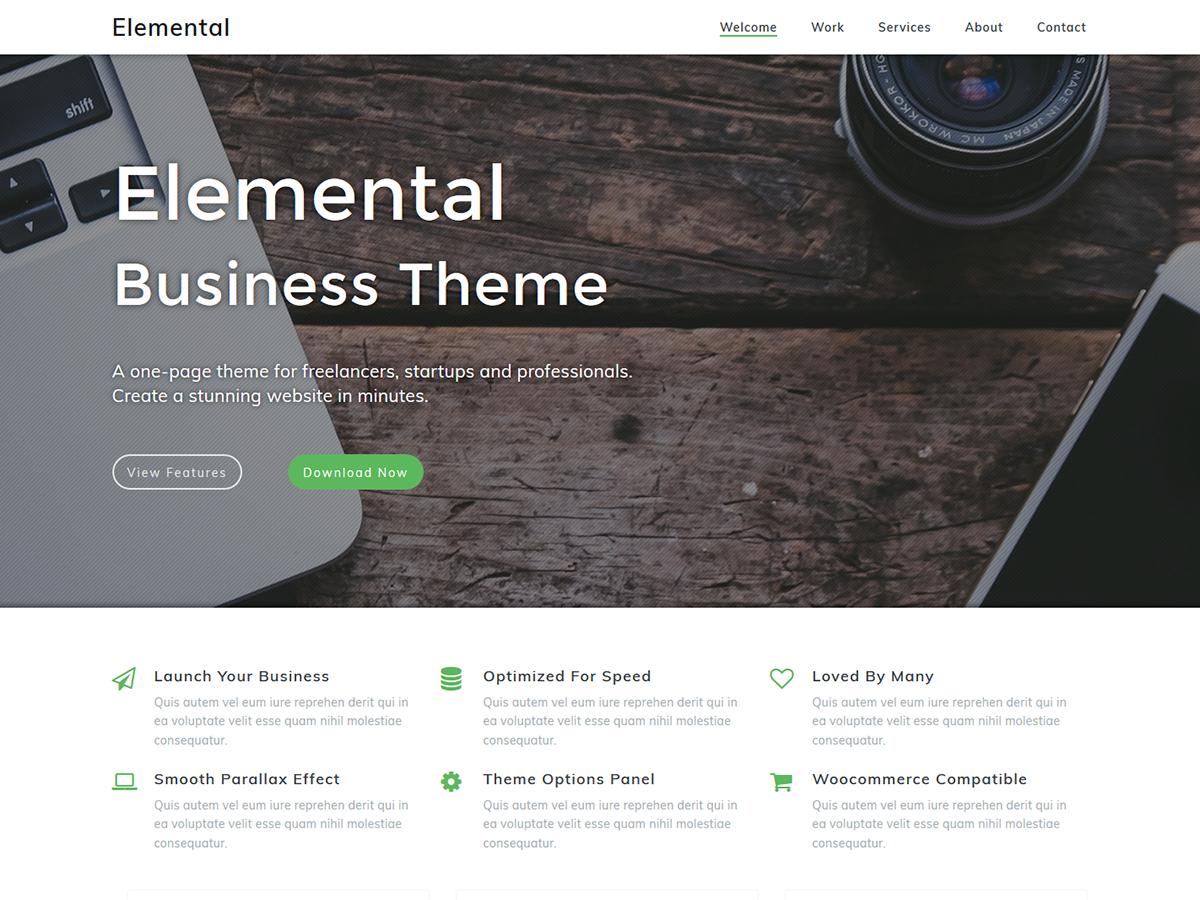 Elemental
Welcome Work Services About Contact
shift
S MADE IN JAPAN MC W.ROKKOR - HG
Elemental
Business Theme
A one-page theme for freelancers, startups and professionals.
Create a stunning website in minutes.
View Features Download Now
Launch Your Business
Quis autem vel eum iure reprehen derit qui in
ea voluptate velit esse quam nihil molestiae
consequatur.
Optimized For Speed
Quis autem vel eum iure reprehen derit qui in
ea voluptate velit esse quam nihil molestiae
consequatur.
Loved By Many
Quis autem vel eum iure reprehen derit qui in
ea voluptate velit esse quam nihil molestiae
consequatur.
Smooth Parallax Effect
Quis autem vel eum iure reprehen derit qui in
ea voluptate velit esse quam nihil molestiae
consequatur.
Theme Options Panel
Quis autem vel eum iure reprehen derit qui in
ea voluptate velit esse quam nihil molestiae
consequatur.
Woocommerce Compatible
Quis autem vel eum iure reprehen derit qui in
ea voluptate velit esse quam nihil molestiae
consequatur.